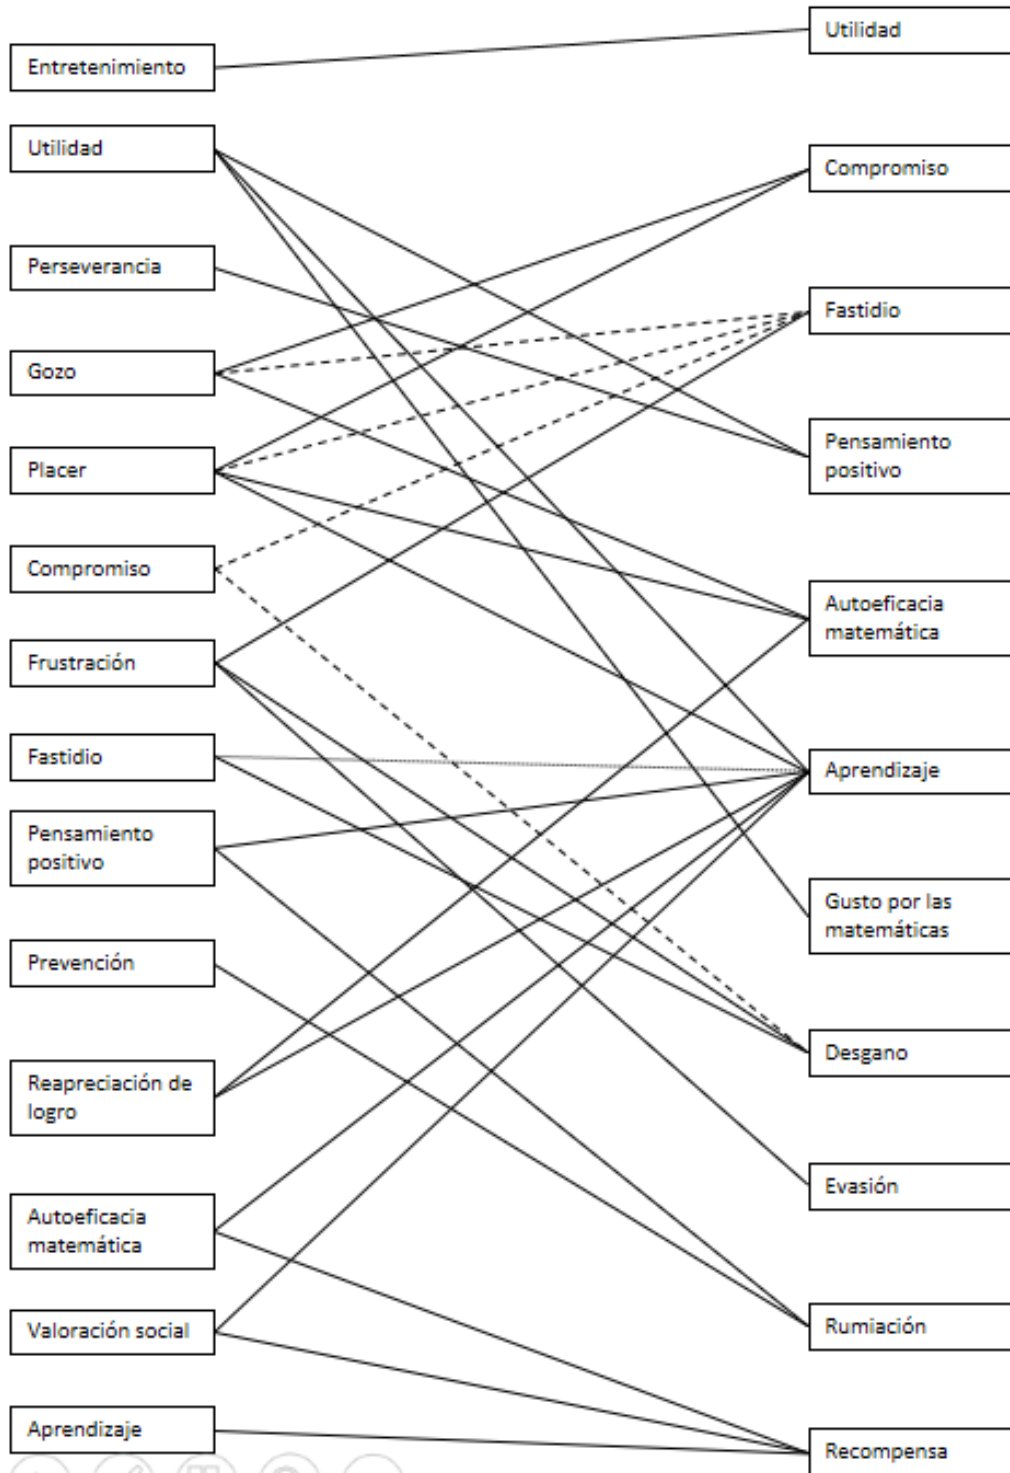 Entretenimiento
Utilidad
Perseverancia
Gozo
Placer
Compromiso
Frustración
Fastidio
Pensamiento
positivo
Prevención
Reapreciación de
logro
Autoeficacia
matemática
Valoración social
Aprendizaje
Utilidad
Compromiso
Fastidio
Pensamiento
positivo
Autoeficacia
matemática
Aprendizaje
Gusto por las
matemáticas
Desgano
Evasión
Rumiación
Recompensa